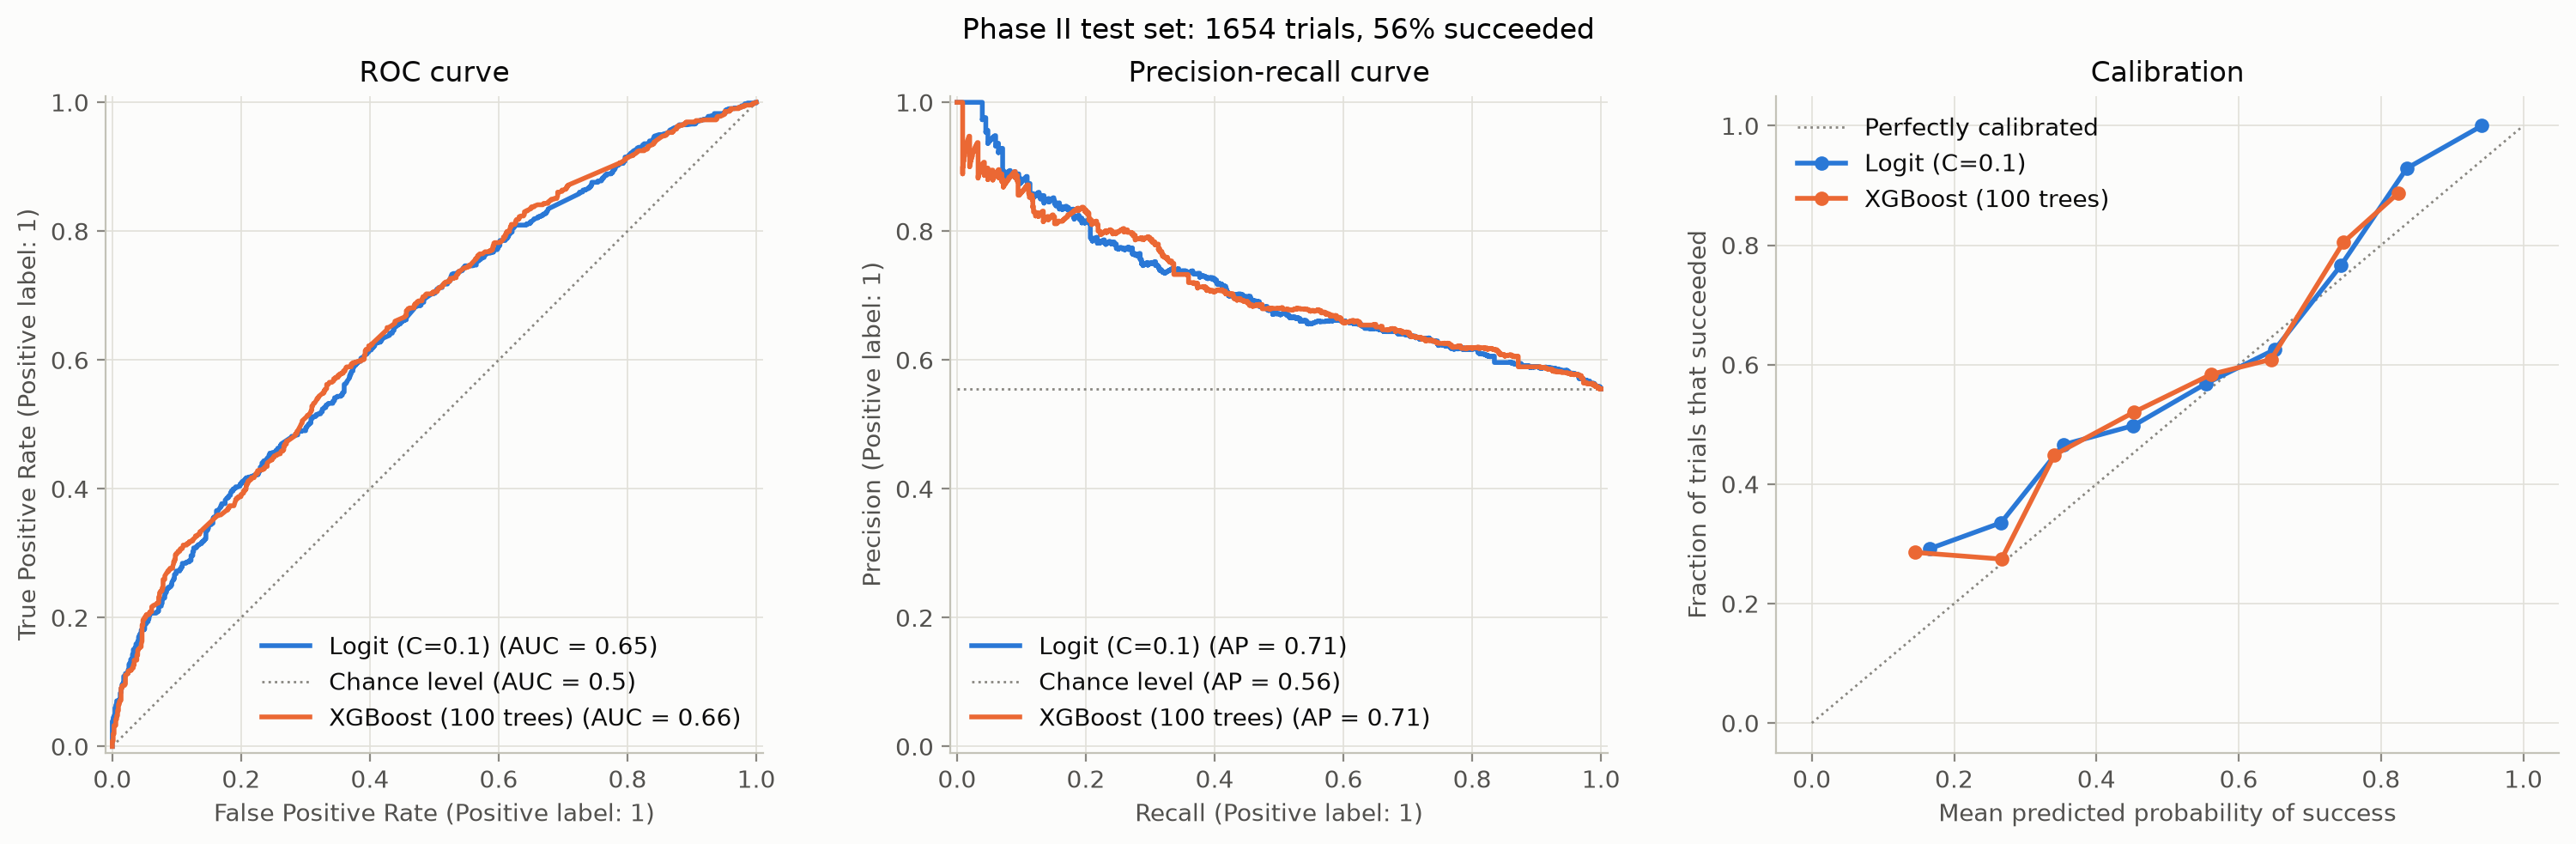 Phase II test set: 1654 trials, 56% succeeded
ROC curve
True Positive Rate (Positive label: 1)
1.0
0.8
0.6
0.4
0.2
0.0
Logit (C=0.1) (AUC = 0.65)
Chance level (AUC = 0.5)
XGBoost (100 trees) (AUC = 0.66)
0.0 0.2 0.4 0.6 0.8 1.0
False Positive Rate (Positive label: 1)
Precision-recall curve
Precision (Positive label: 1)
1.0
0.8
0.6
0.4
0.2
0.0
Logit (C=0.1) (AP = 0.71)
Chance level (AP = 0.56)
XGBoost (100 trees) (AP = 0.71)
0.0 0.2 0.4 0.6 0.8 1.0
Recall (Positive label: 1)
Calibration
Fraction of trials that succeeded
1.0
0.8
0.6
0.4
0.2
0.0
Perfectly calibrated
Logit (C=0.1)
XGBoost (100 trees)
0.0 0.2 0.4 0.6 0.8 1.0
Mean predicted probability of success